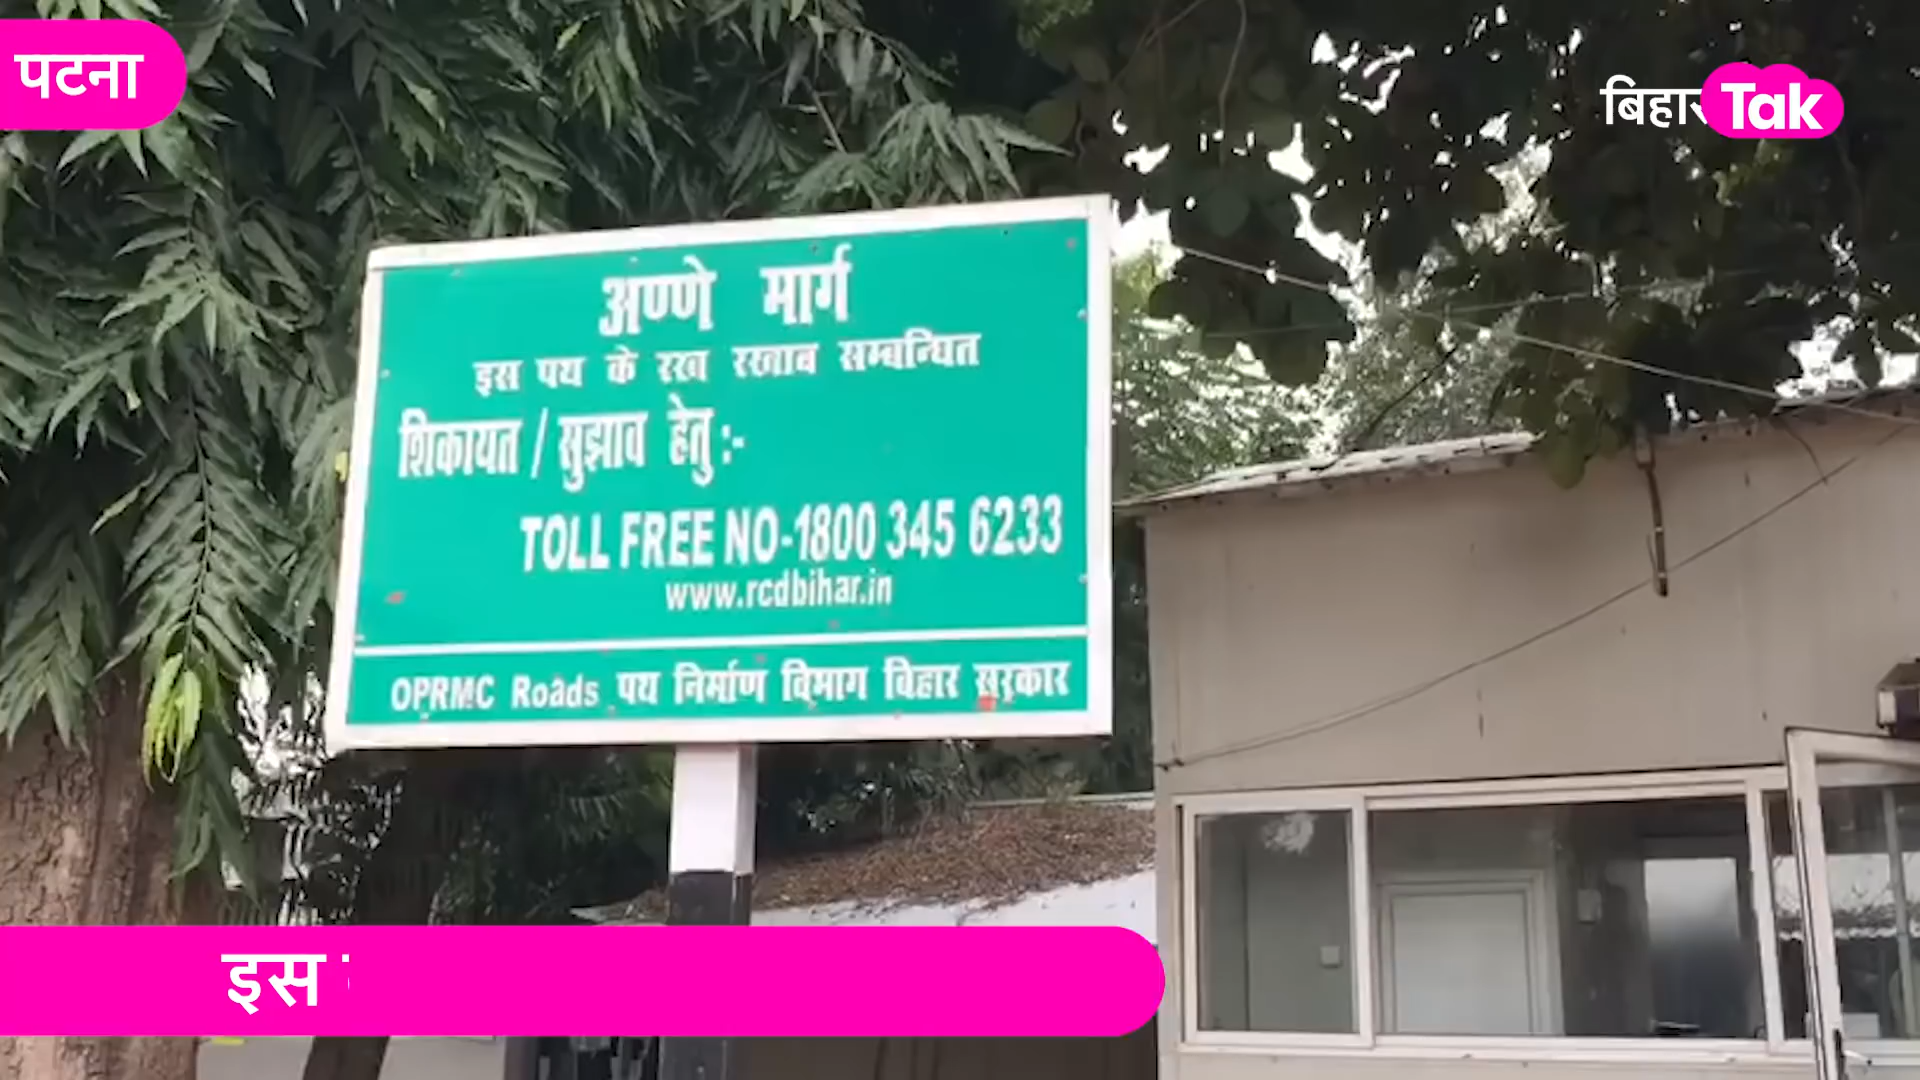 पटना
बिहार Tak
अण्णे मार्ग
इस पथ के रख रखाव सम्बन्धित
शिकायत / सुझाव हेतु :-
TOLL FREE NO-1800 345 6233
www.rcdbihar.in
OPRMC Roads पथ निर्माण विभाग बिहार सरकार
इस